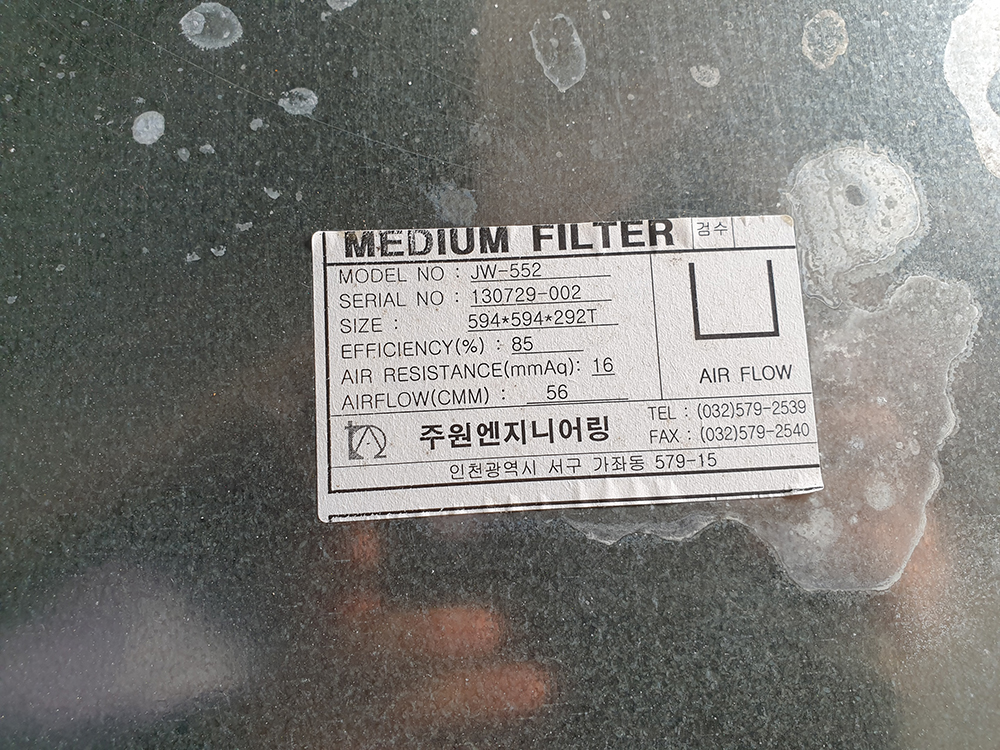 MEDIUM FILTER 검수
MODEL NO : JW-552
SERIAL NO : 130729-002
SIZE : 594*594*292T
EFFICIENCY(%) : 85
AIR RESISTANCE(mmAq): 16
AIRFLOW(CMM) : 56
AIR FLOW
주원엔지니어링
TEL : (032)579-2539
FAX : (032)579-2540
인천광역시 서구 가좌동 579-15